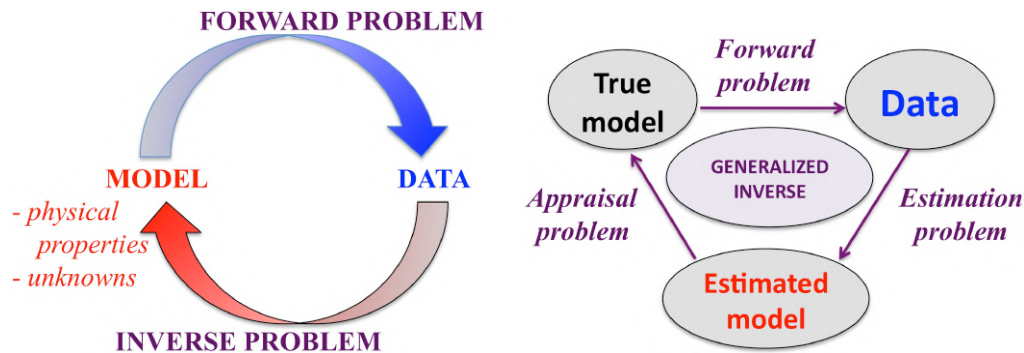 FORWARD PROBLEM
MODEL
DATA
- physical
properties
- unknowns
INVERSE PROBLEM
Forward
problem
True
model
Data
GENERALIZED
INVERSE
Appraisal
problem
Estimation
problem
Estimated
model